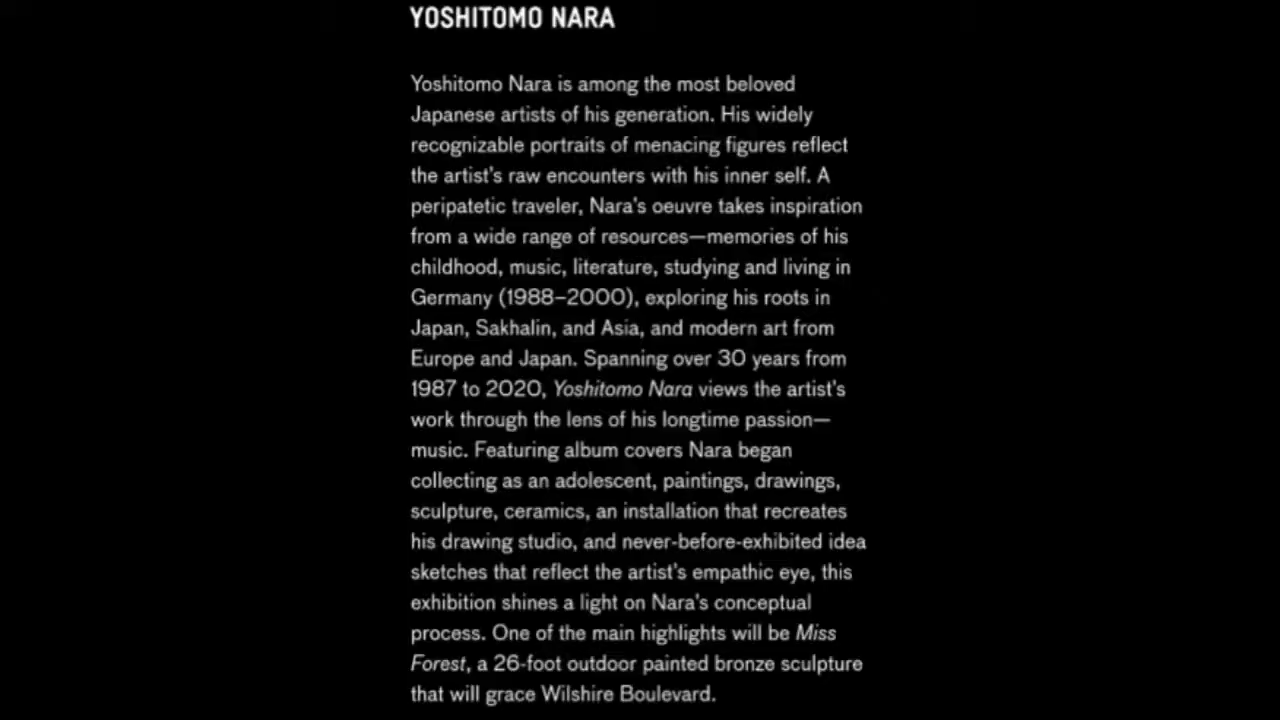 YOSHITOMO NARA
Yoshitomo Nara is among the most beloved
Japanese artists of his generation. His widely
recognizable portraits of menacing figures reflect
the artist's raw encounters with his inner self. A
peripatetic traveler, Nara's oeuvre takes inspiration
from a wide range of resources—memories of his
childhood, music, literature, studying and living in
Germany (1988–2000), exploring his roots in
Japan, Sakhalin, and Asia, and modern art from
Europe and Japan. Spanning over 30 years from
1987 to 2020, Yoshitomo Nara views the artist's
work through the lens of his longtime passion—
music. Featuring album covers Nara began
collecting as an adolescent, paintings, drawings,
sculpture, ceramics, an installation that recreates
his drawing studio, and never-before-exhibited idea
sketches that reflect the artist's empathic eye, this
exhibition shines a light on Nara's conceptual
process. One of the main highlights will be Miss
Forest, a 26-foot outdoor painted bronze sculpture
that will grace Wilshire Boulevard.